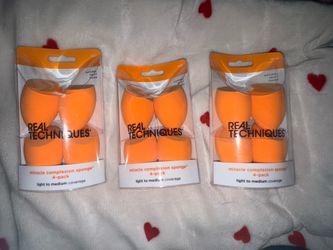 REAL
TECHNIQUES®
miracle complexion sponge®
4-pack
light to medium coverage
REAL
TECHNIQUES®
miracle complexion sponge®
4-pack
light to medium coverage
REAL
TECHNIQUES®
miracle complexion sponge®
4-pack
light to medium coverage